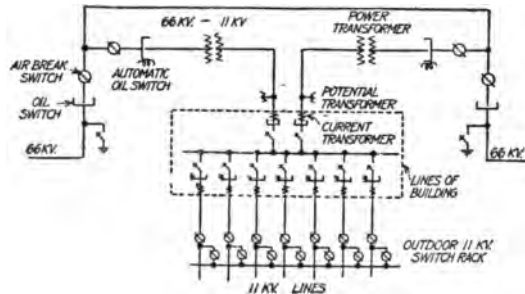 66 KV. - 11 KV
POWER
TRANSFORMER
AIR BREAK
SWITCH
AUTOMATIC
OIL SWITCH
OIL
SWITCH
POTENTIAL
TRANSFORMER
CURRENT
TRANSFORMER
66 KV.
66 KV.
LINES OF
BUILDING
OUTDOOR 11 KV.
SWITCH RACK
11 KV. LINES